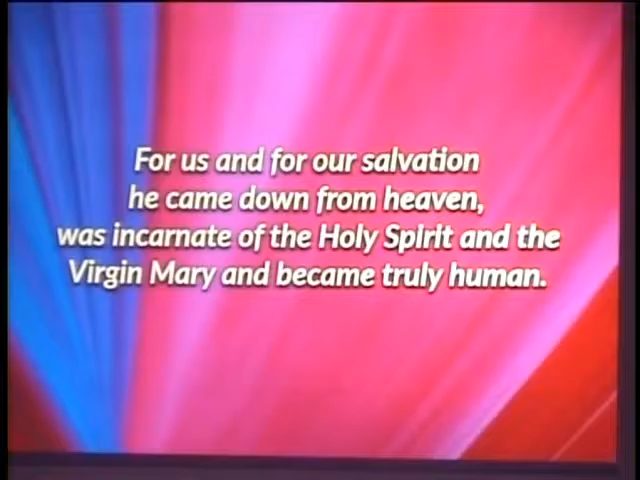 For us and for our salvation
he came down from heaven,
was incarnate of the Holy Spirit and the
Virgin Mary and became truly human.